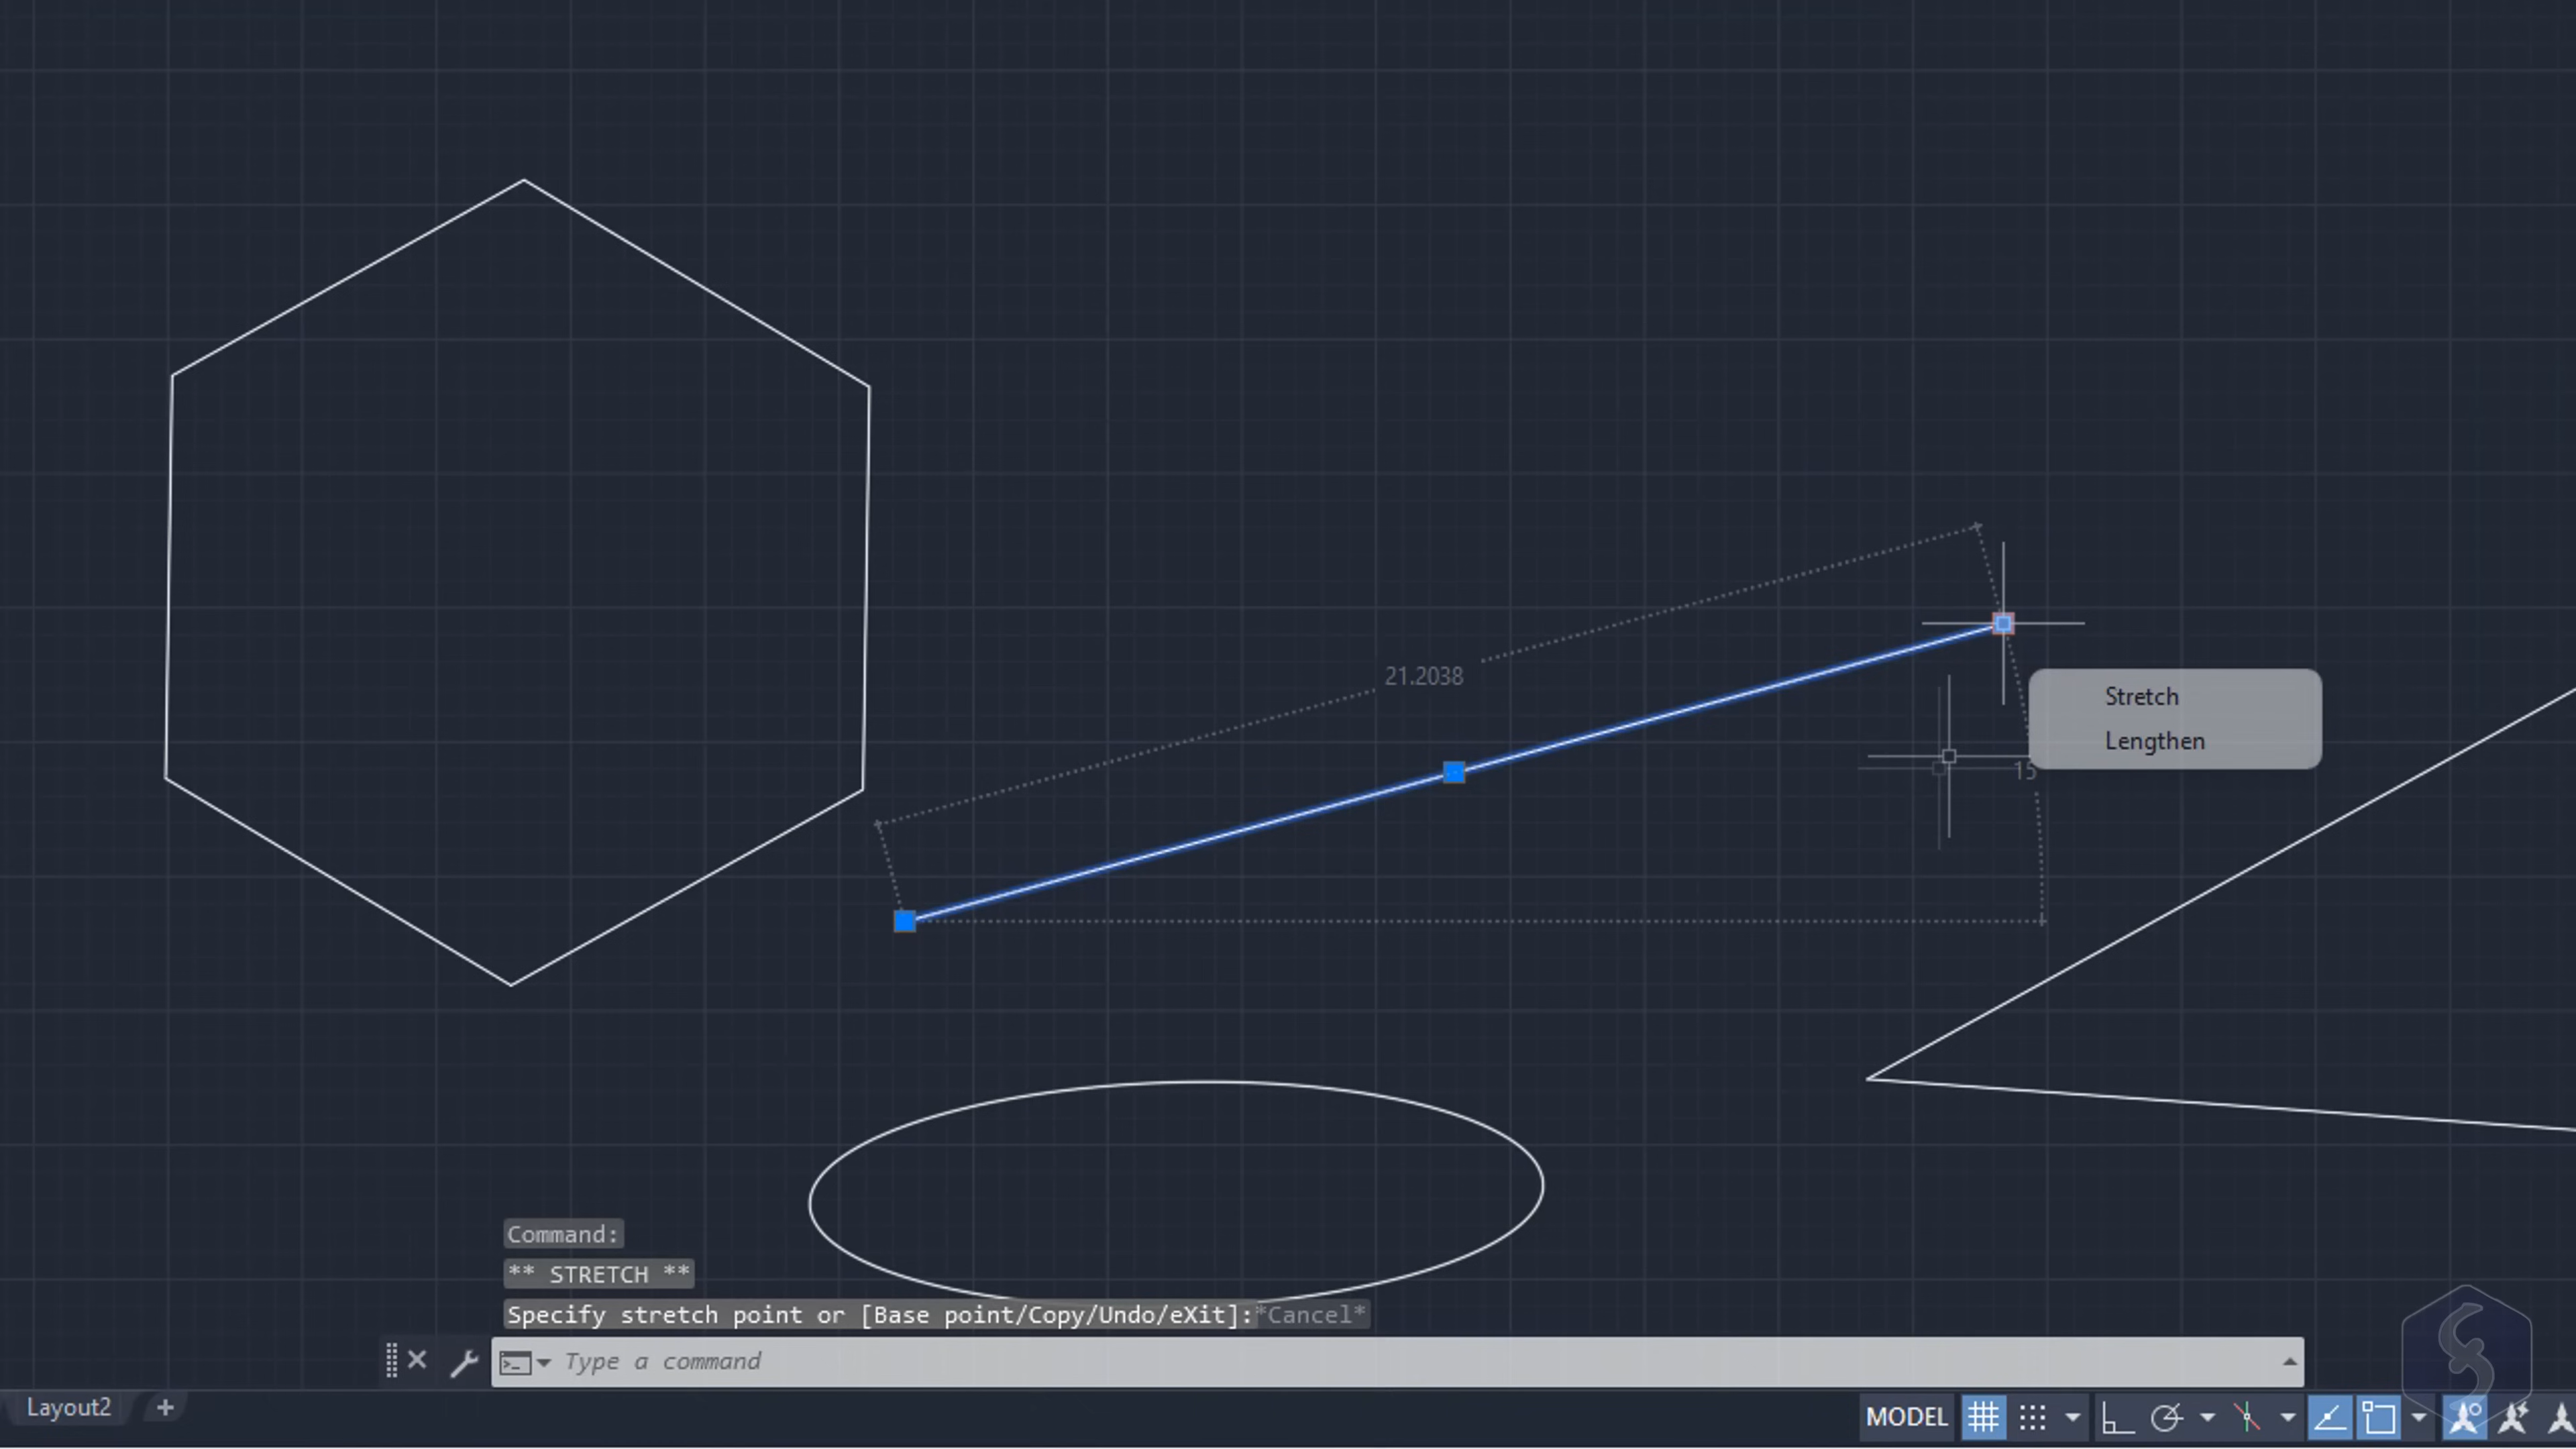 21.2038
Stretch
Lengthen
15
Command:
** STRETCH **
Specify stretch point or [Base point/Copy/Undo/eXit]:*Cancel*
Type a command
Layout2
MODEL